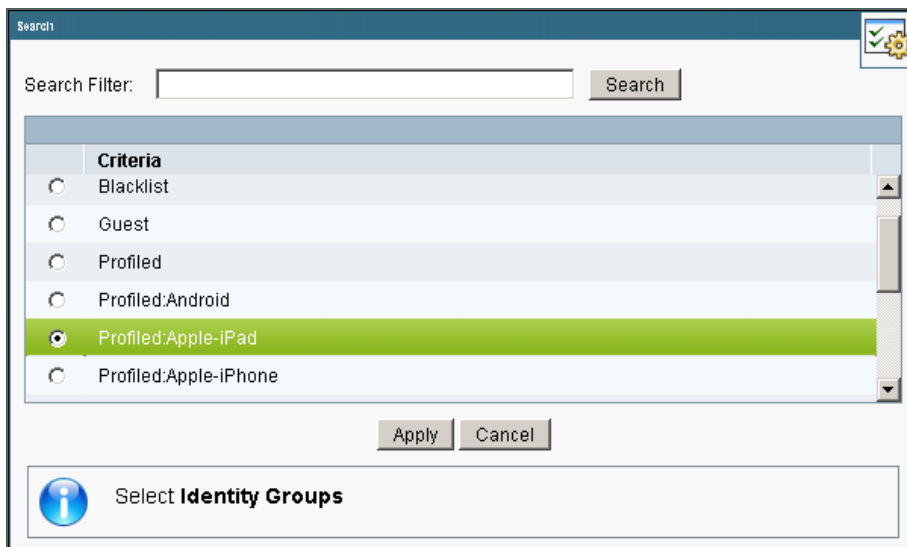 Search
Search Filter: Search
Criteria
Blacklist
Guest
Profiled
Profiled:Android
Profiled:Apple-iPad
Profiled:Apple-iPhone
Apply Cancel
Select Identity Groups